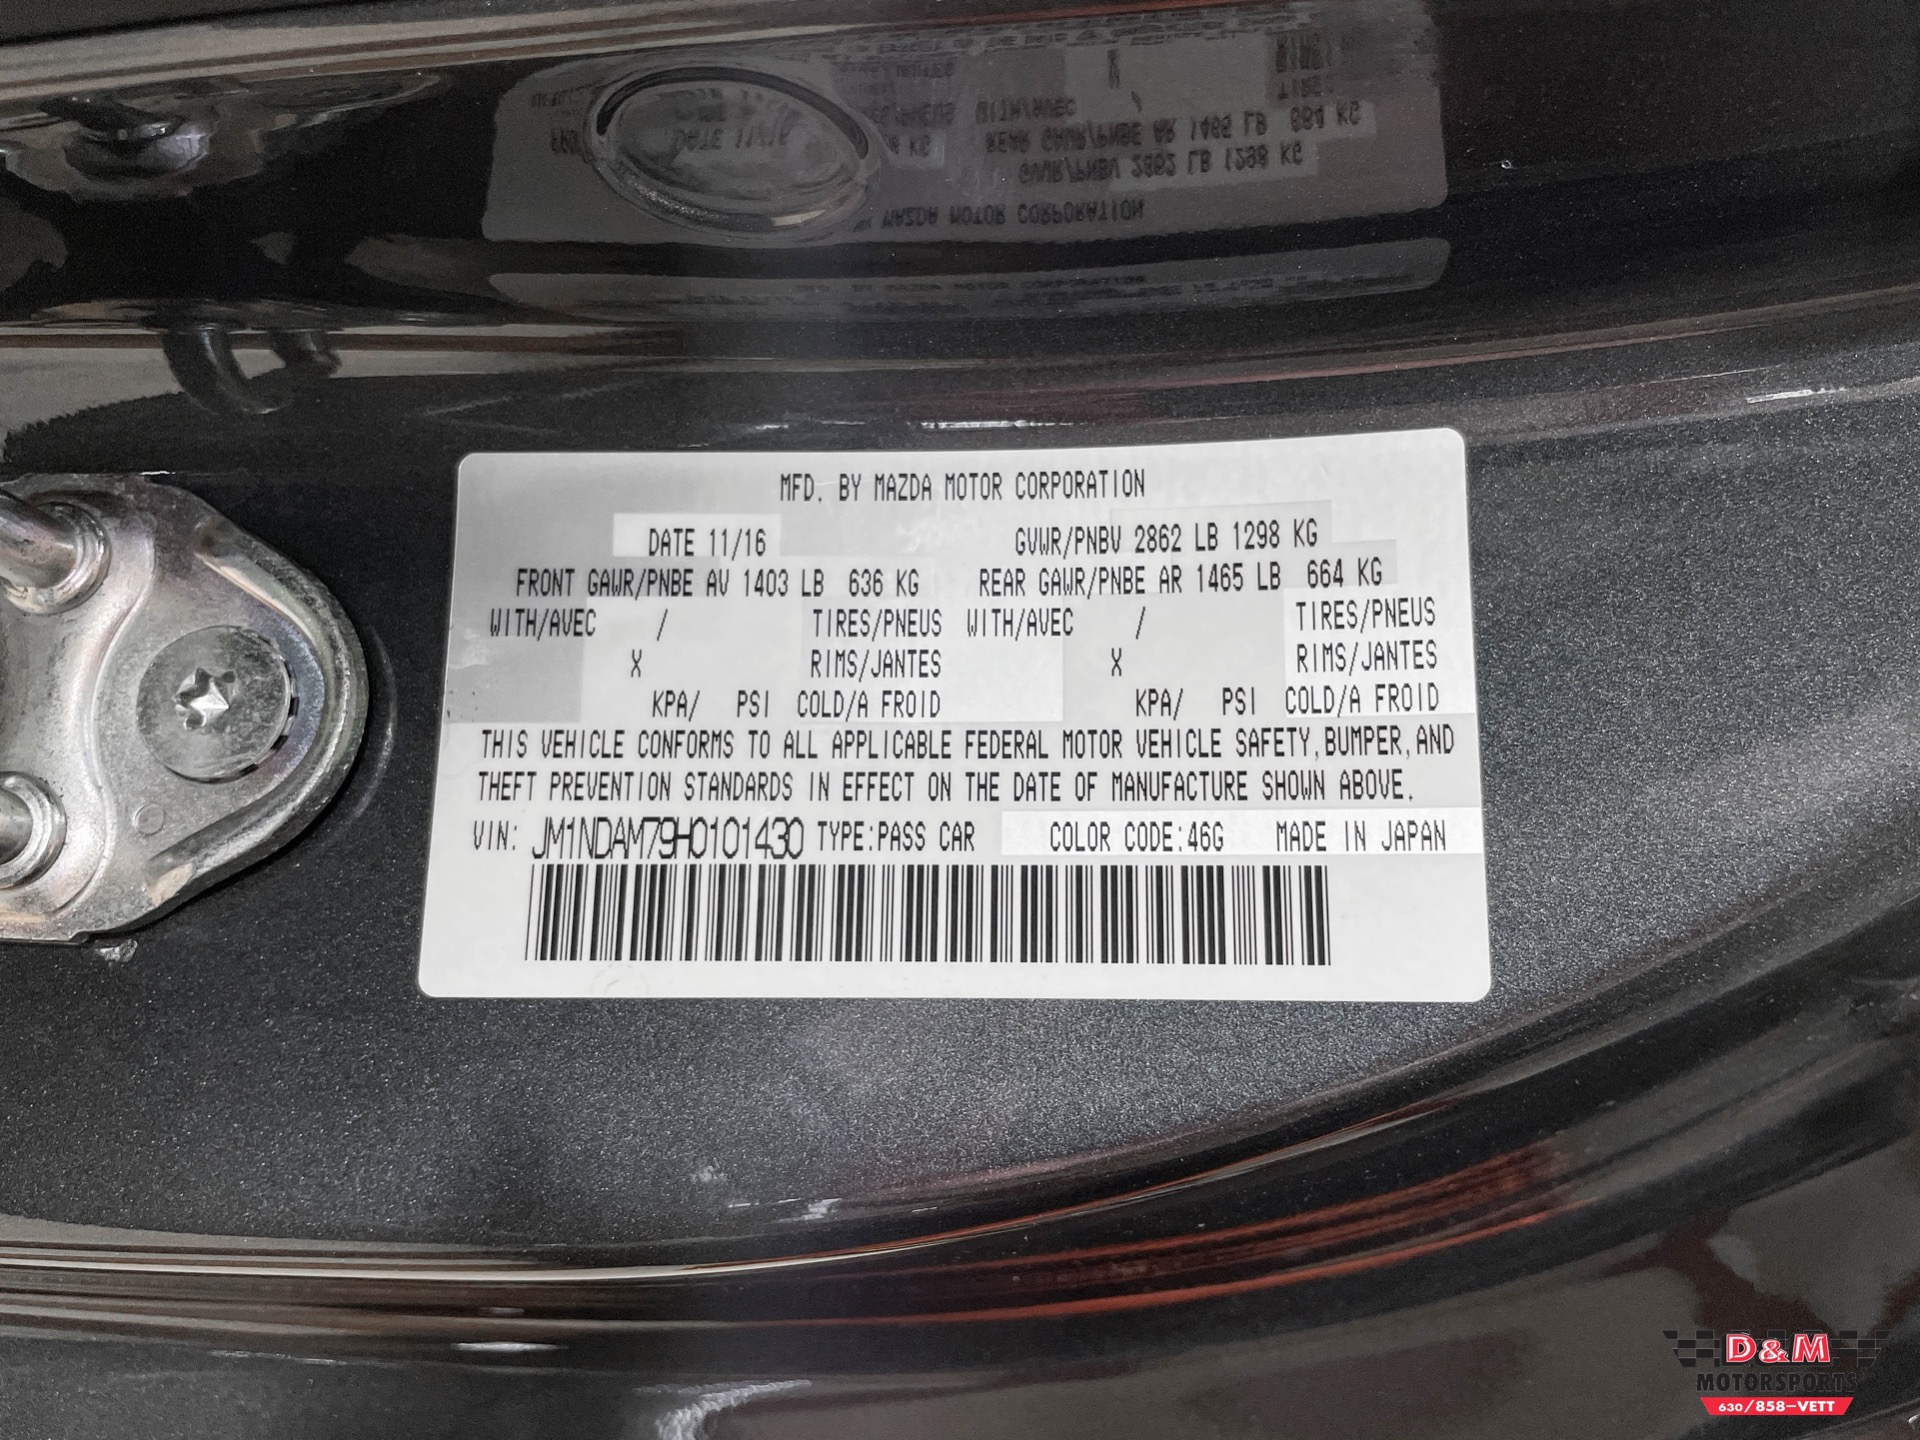 MFD. BY MAZDA MOTOR CORPORATION
DATE 11/16 GVWR/PNBV 2862 LB 1298 KG
FRONT GAWR/PNBE AV 1403 LB 636 KG REAR GAWR/PNBE AR 1465 LB 664 KG
WITH/AVEC / TIRES/PNEUS WITH/AVEC / TIRES/PNEUS
X RIMS/JANTES X RIMS/JANTES
KPA/ PSI COLD/A FROID KPA/ PSI COLD/A FROID
THIS VEHICLE CONFORMS TO ALL APPLICABLE FEDERAL MOTOR VEHICLE SAFETY, BUMPER, AND
THEFT PREVENTION STANDARDS IN EFFECT ON THE DATE OF MANUFACTURE SHOWN ABOVE.
VIN: JM1NDAM79H0101430 TYPE:PASS CAR COLOR CODE:46G MADE IN JAPAN
D&M
MOTORSPORTS
630/858-VETT